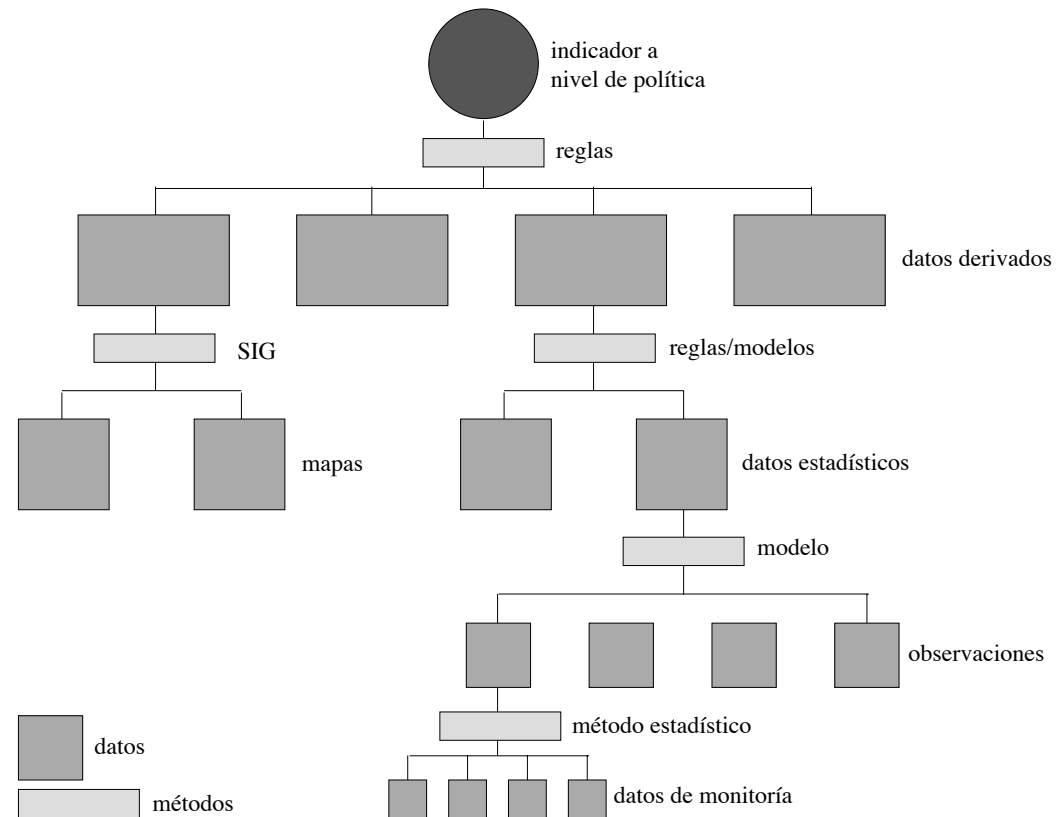 indicador a
nivel de política
reglas
datos derivados
SIG
reglas/modelos
mapas
datos estadísticos
modelo
observaciones
método estadístico
datos
datos de monitoría
métodos